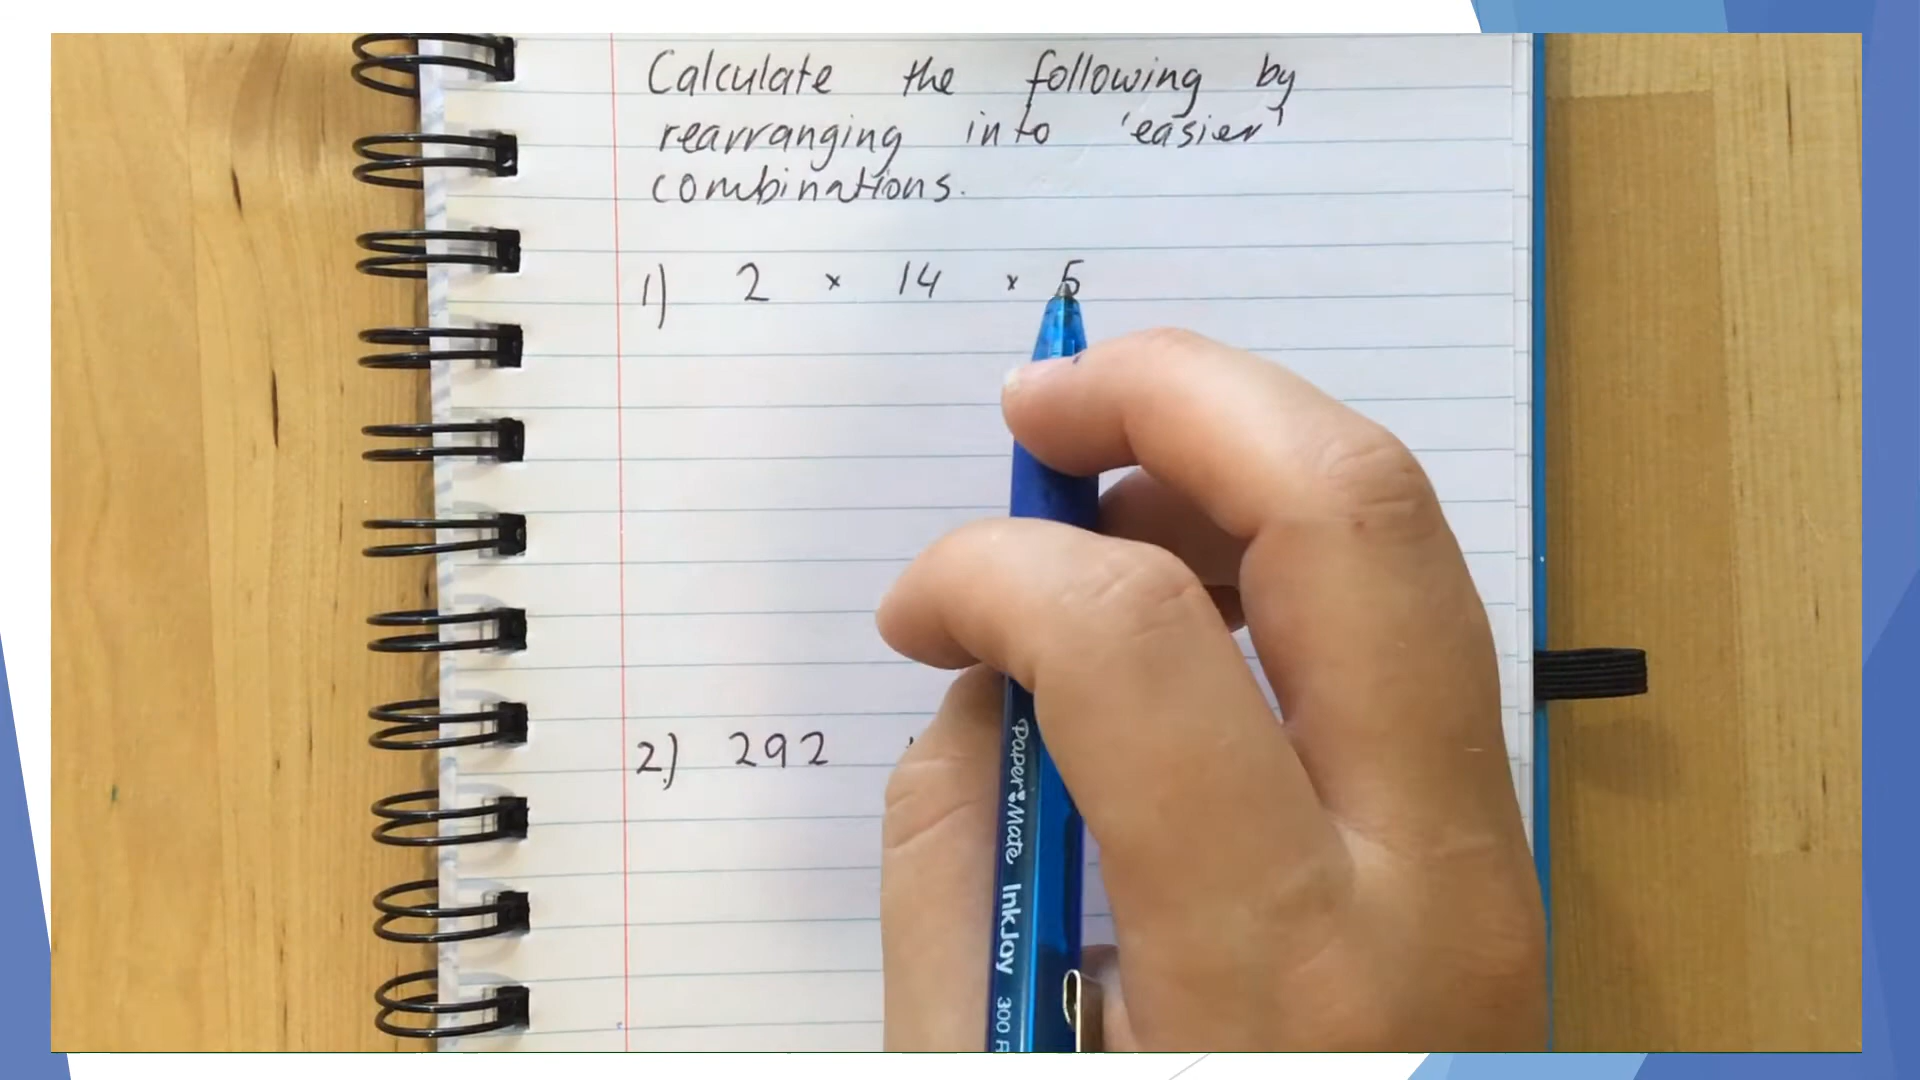 Calculate the following by
rearranging into 'easier'
combinations.
1) 2 × 14 × 5
2) 292
Paper Mate InkJoy 300